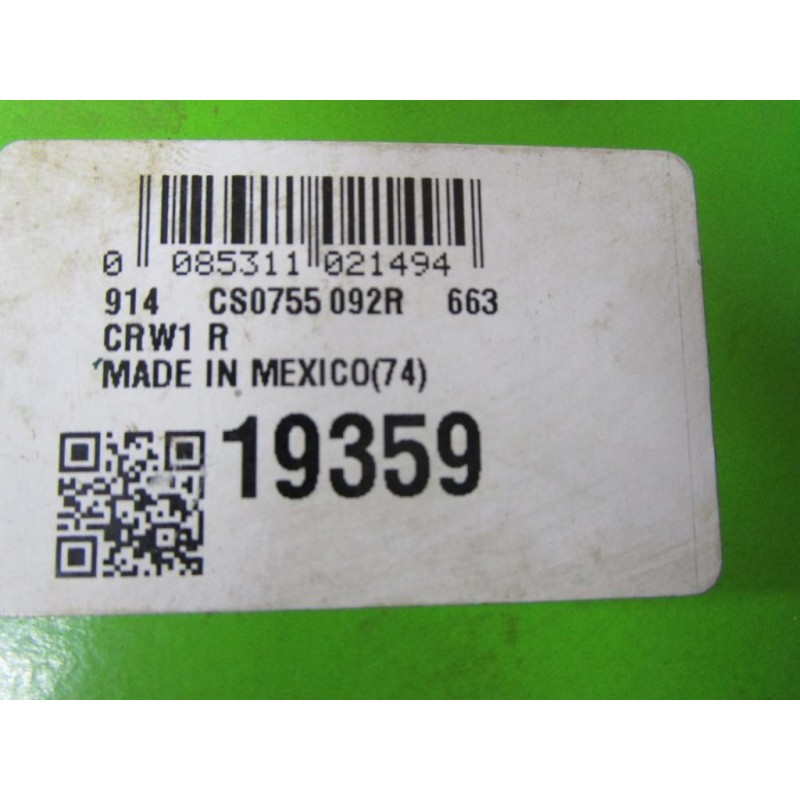 0 085311 021494
914 CS0755 092R 663
CRW1 R
MADE IN MEXICO(74)
19359